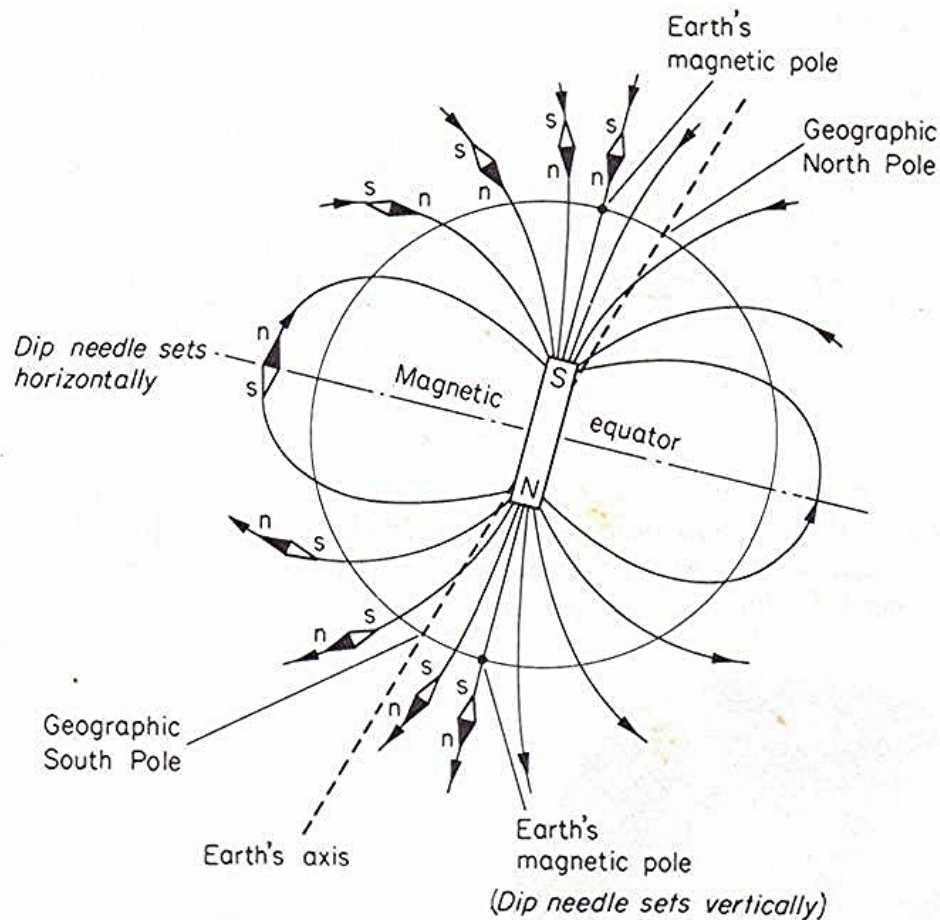 Earth's
magnetic pole
Geographic
North Pole
s
s
s
n
n
n
s
n
n
s
Dip needle sets
horizontally
Magnetic
equator
S
N
n
s
n
s
s
n
s
n
Geographic
South Pole
Earth's axis
Earth's
magnetic pole
(Dip needle sets vertically)